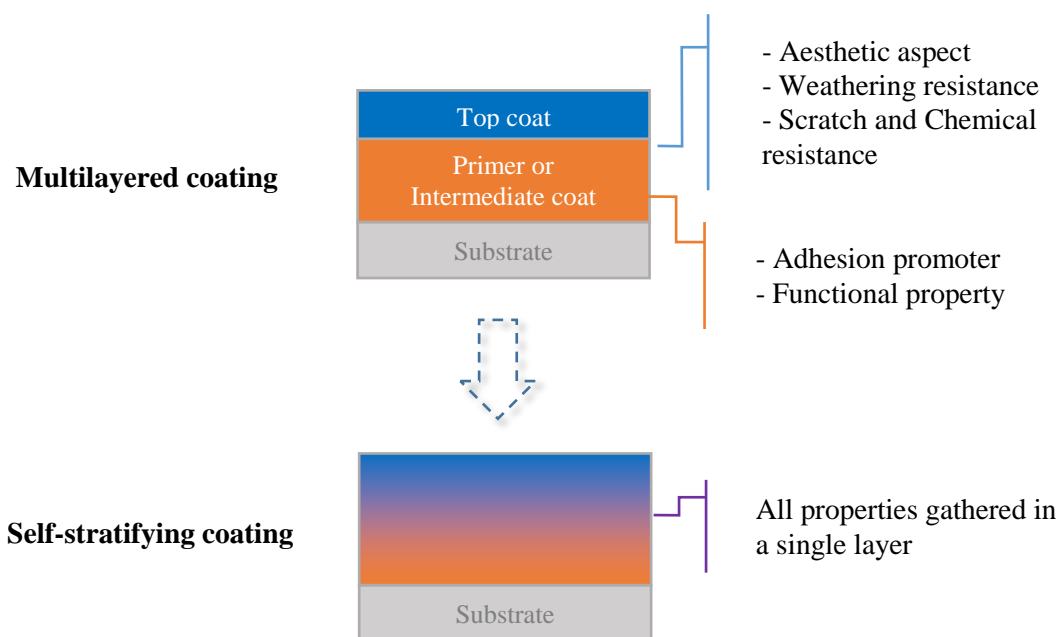 Multilayered coating
Top coat
Primer or
Intermediate coat
Substrate
- Aesthetic aspect
- Weathering resistance
- Scratch and Chemical
resistance
- Adhesion promoter
- Functional property
Self-stratifying coating
Substrate
All properties gathered in
a single layer